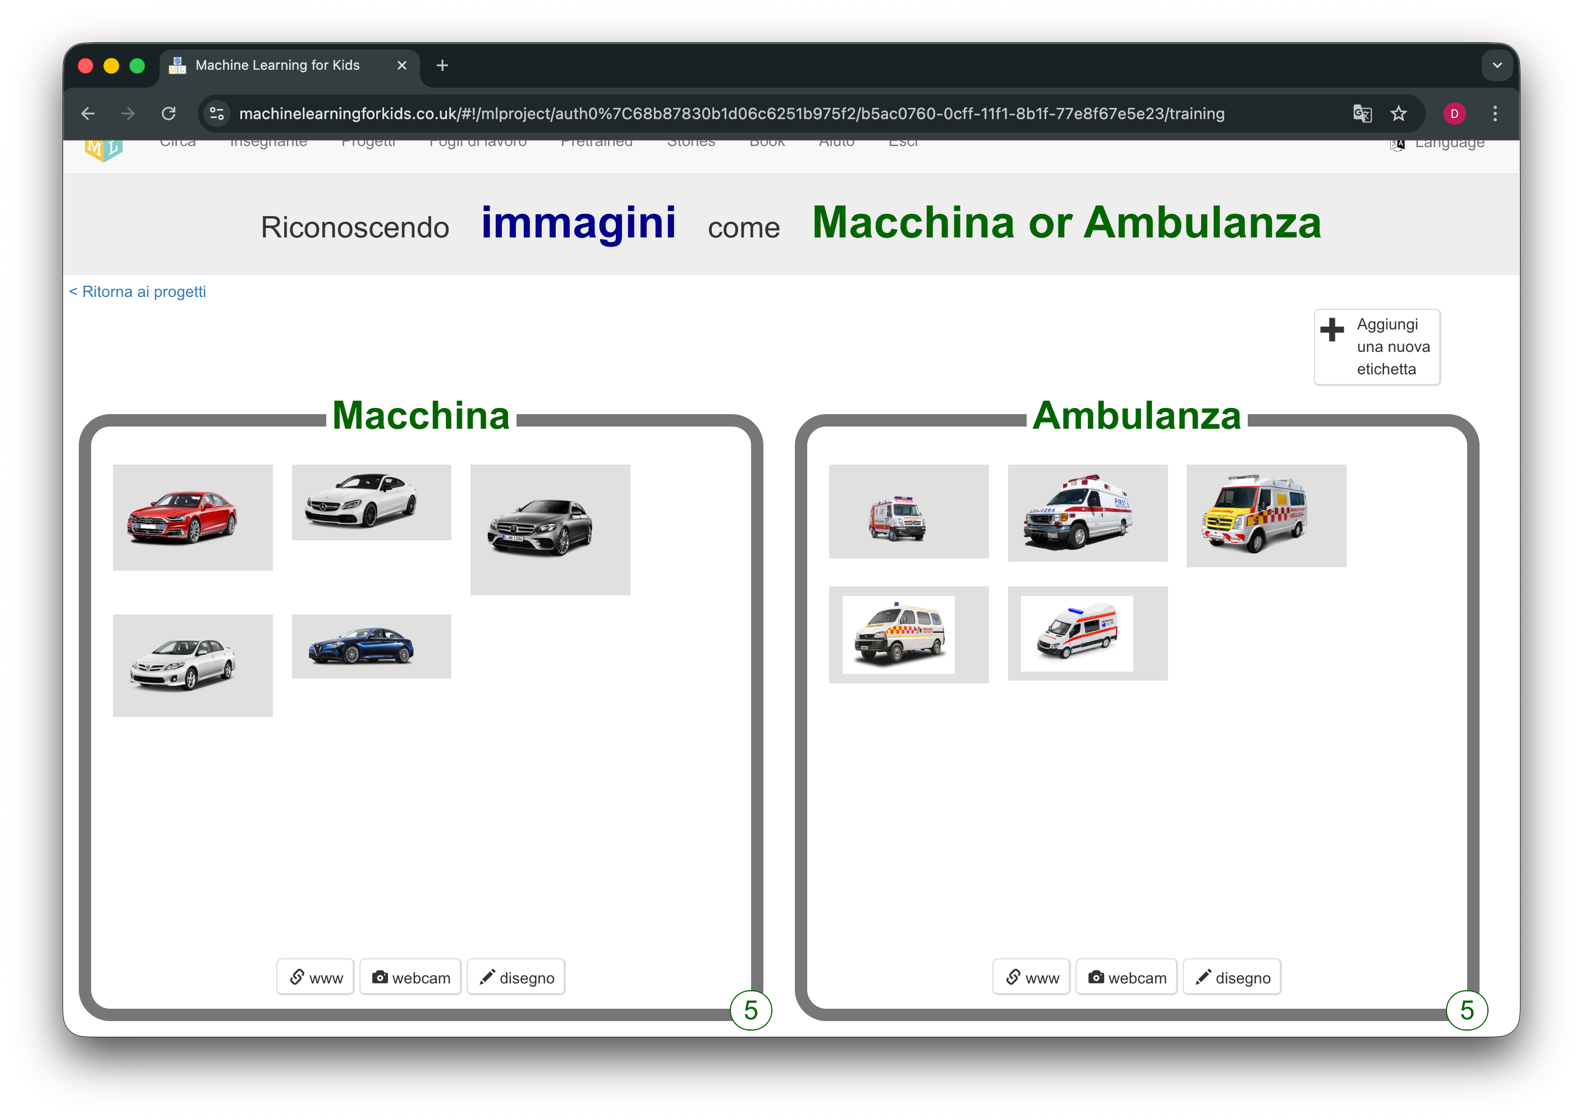 Machine Learning for Kids
machinelearningforkids.co.uk/#!/mlproject/auth0%7C68b87830b1d06c6251b975f2/b5ac0760-0cff-11f1-8b1f-77e8f67e5e23/training
D
ML Circa Insegnante Progetti Fogli di lavoro Pretrained Stories Book Aiuto Esci Language
Riconoscendo immagini come Macchina or Ambulanza
< Ritorna ai progetti
Aggiungi
una nuova
etichetta
Macchina
www webcam disegno
5
Ambulanza
www webcam disegno
5